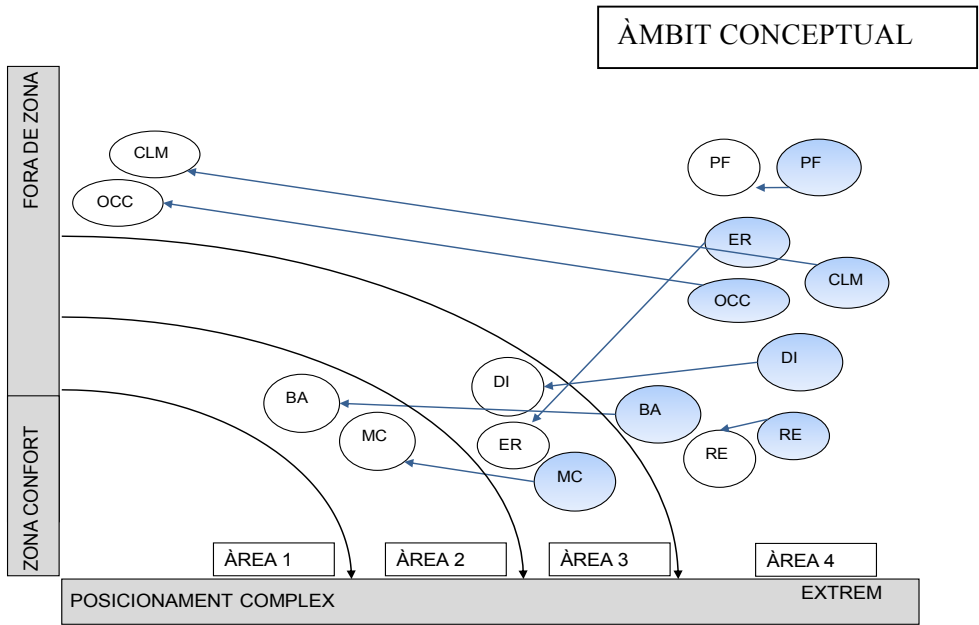 ÀMBIT CONCEPTUAL
FORA DE ZONA
ZONA CONFORT
CLM
OCC
PF
PF
ER
CLM
OCC
DI
DI
BA
BA
MC
ER
RE
RE
MC
ÀREA 1
ÀREA 2
ÀREA 3
ÀREA 4
POSICIONAMENT COMPLEX
EXTREM